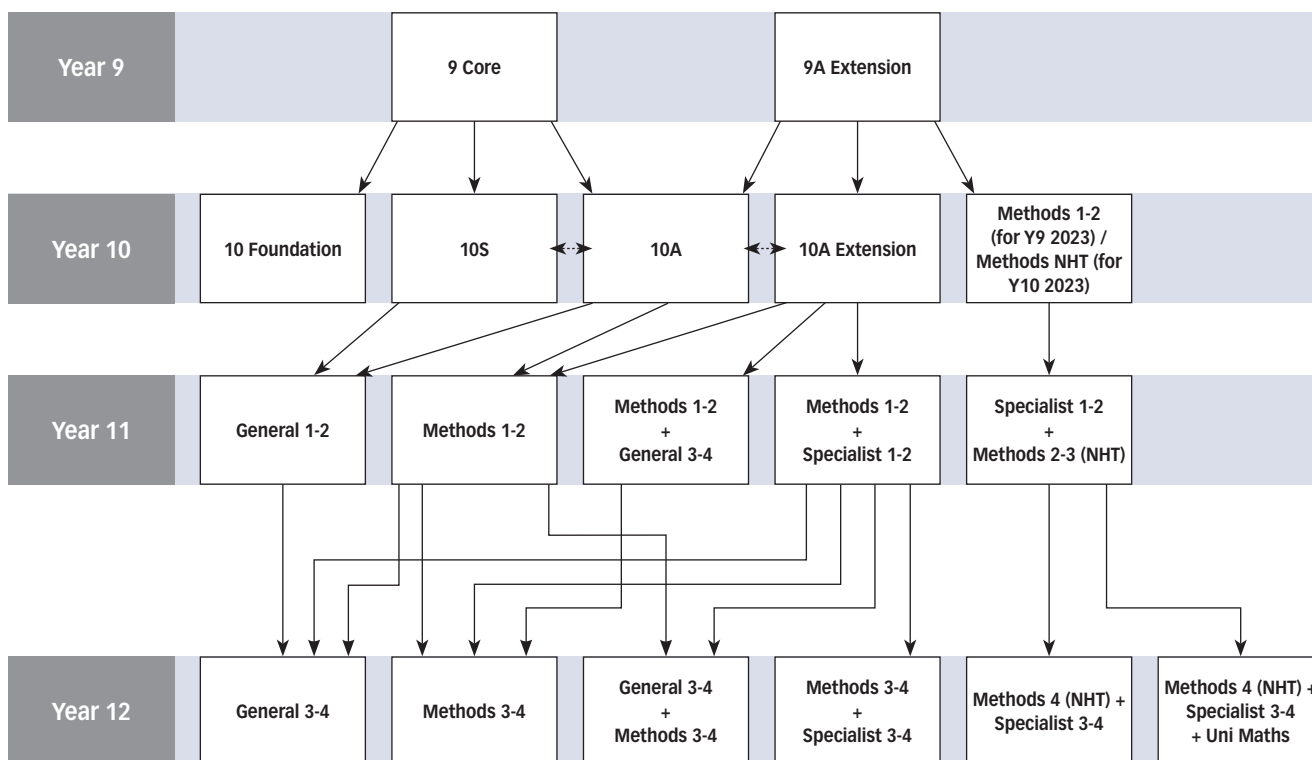 Year 9
9 Core
9A Extension
Year 10
10 Foundation
10S
10A
10A Extension
Methods 1-2
(for Y9 2023) /
Methods NHT (for
Y10 2023)
Year 11
General 1-2
Methods 1-2
Methods 1-2
+
General 3-4
Methods 1-2
+
Specialist 1-2
Specialist 1-2
+
Methods 2-3 (NHT)
Year 12
General 3-4
Methods 3-4
General 3-4
+
Methods 3-4
Methods 3-4
+
Specialist 3-4
Methods 4 (NHT) +
Specialist 3-4
Methods 4 (NHT) +
Specialist 3-4
+ Uni Maths